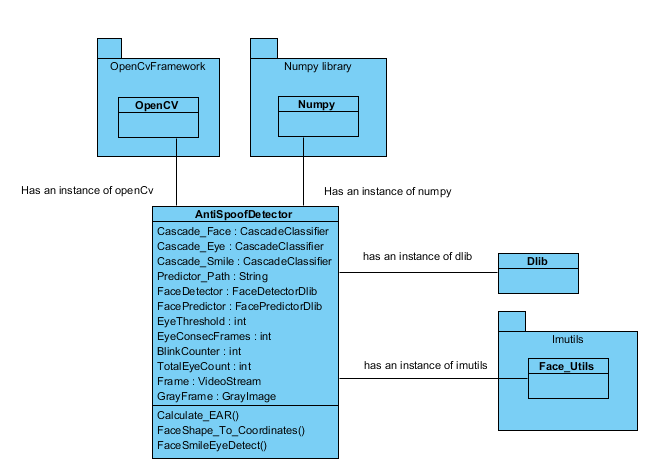 OpenCvFramework
Numpy library
OpenCV
Numpy
Has an instance of openCv
Has an instance of numpy
AntiSpoofDetector
Cascade_Face : CascadeClassifier
Cascade_Eye : CascadeClassifier
Cascade_Smile : CascadeClassifier
Predictor_Path : String
FaceDetector : FaceDetectorDlib
FacePredictor : FacePredictorDlib
EyeThreshold : int
EyeConsecFrames : int
BlinkCounter : int
TotalEyeCount : int
Frame : VideoStream
GrayFrame : GrayImage
Calculate_EAR()
FaceShape_To_Coordinates()
FaceSmileEyeDetect()
has an instance of dlib
Dlib
Imutils
has an instance of imutils
Face_Utils